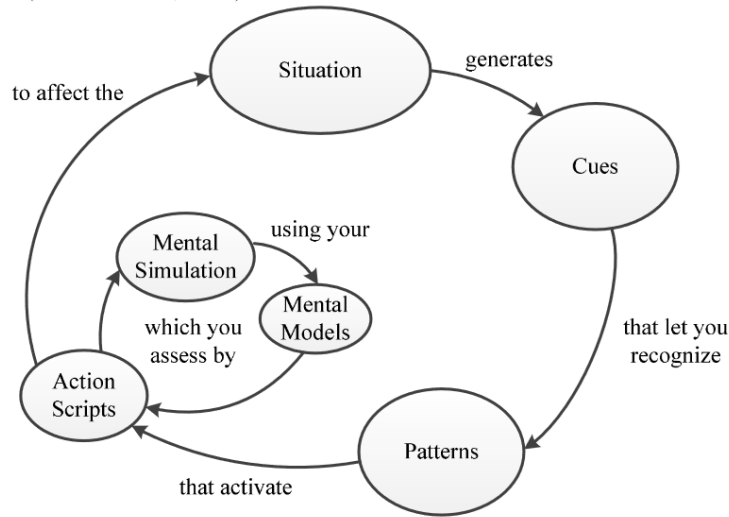 Situation
generates
to affect the
Cues
Mental
Simulation
using your
Mental
Models
which you
assess by
that let you
recognize
Action
Scripts
Patterns
that activate